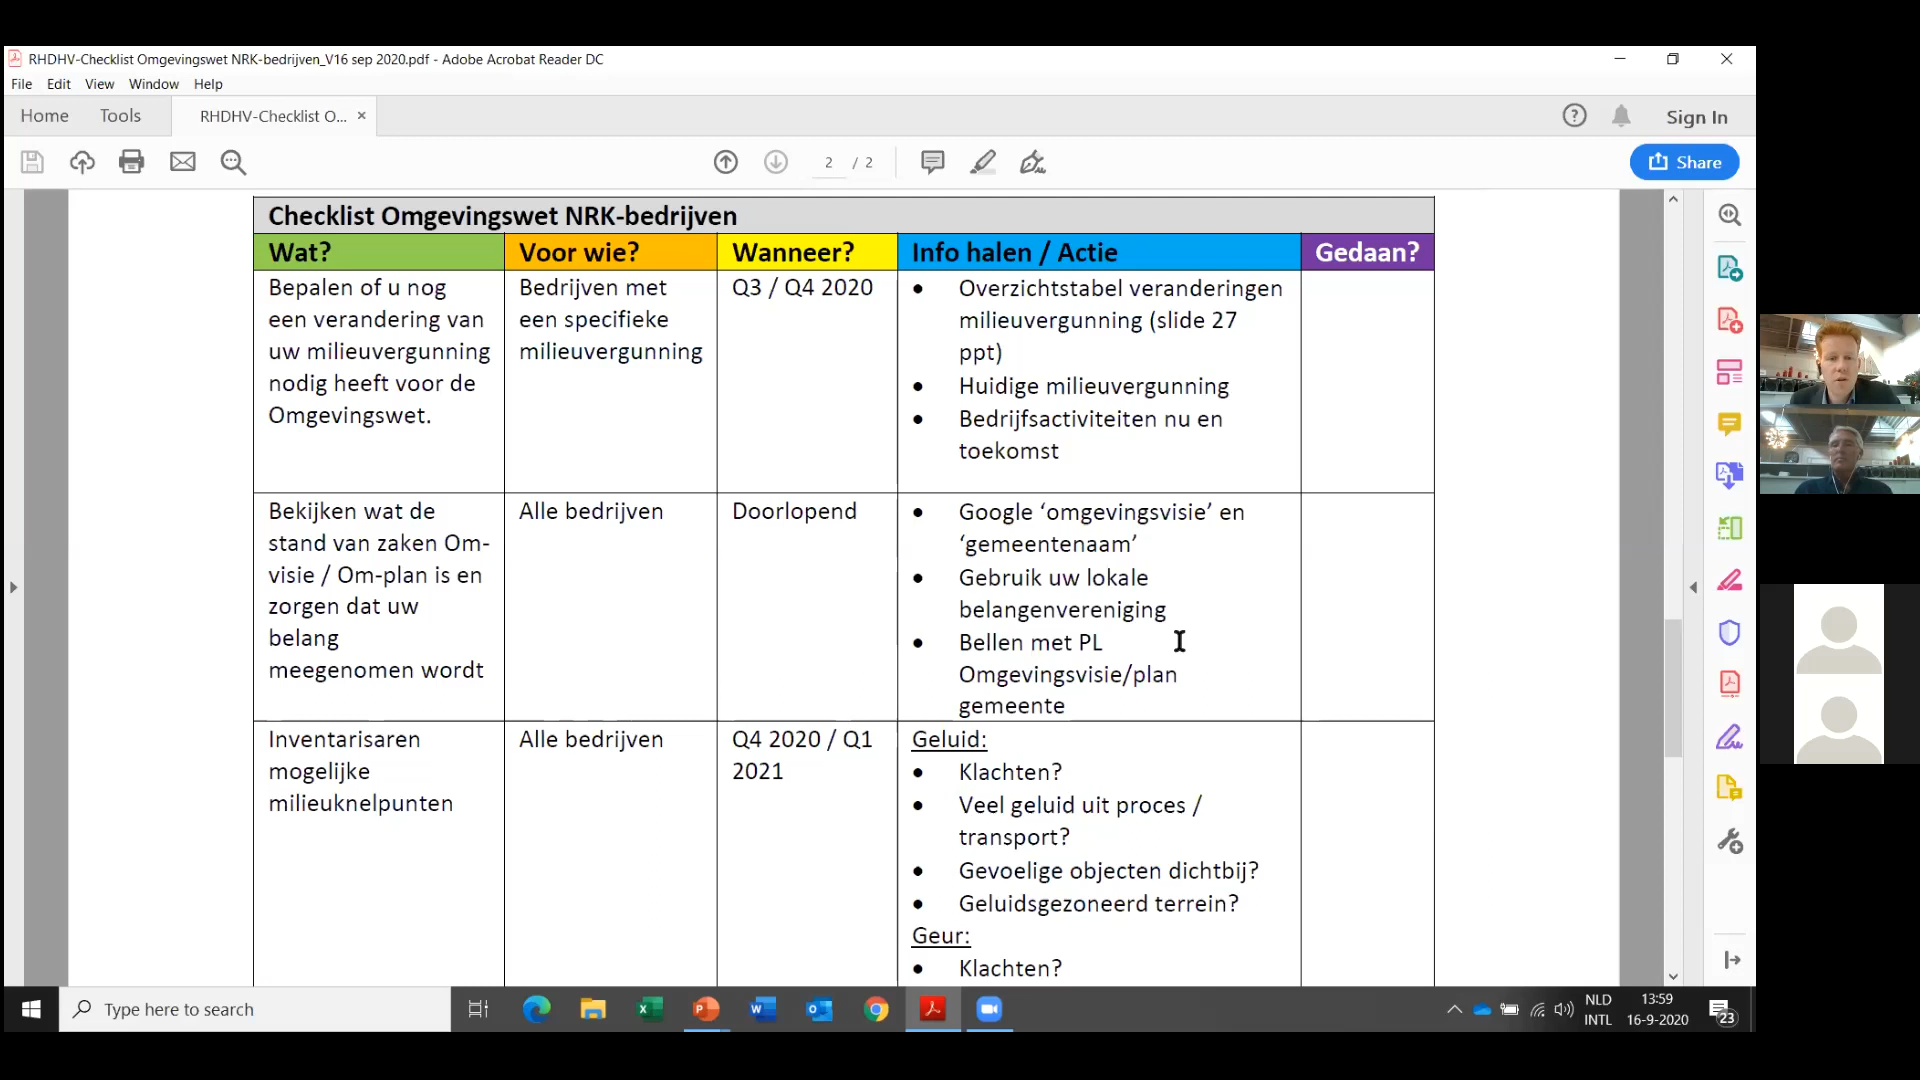 RHDHV-Checklist Omgevingswet NRK-bedrijven_V16 sep 2020.pdf - Adobe Acrobat Reader DC
File Edit View Window Help
Home Tools RHDHV-Checklist O... ×
Sign In
2 / 2
Share
Checklist Omgevingswet NRK-bedrijven
Wat? Voor wie? Wanneer? Info halen / Actie Gedaan?
Bepalen of u nog
een verandering van
uw milieuvergunning
nodig heeft voor de
Omgevingswet.
Bedrijven met
een specifieke
milieuvergunning
Q3 / Q4 2020
• Overzichtstabel veranderingen
milieuvergunning (slide 27
ppt)
• Huidige milieuvergunning
• Bedrijfsactiviteiten nu en
toekomst
Bekijken wat de
stand van zaken Om-
visie / Om-plan is en
zorgen dat uw
belang
meegenomen wordt
Alle bedrijven
Doorlopend
• Google ‘omgevingsvisie’ en
‘gemeentenaam’
• Gebruik uw lokale
belangenvereniging
• Bellen met PL
Omgevingsvisie/plan
gemeente
Inventarisaren
mogelijke
milieuknelpunten
Alle bedrijven
Q4 2020 / Q1
2021
Geluid:
• Klachten?
• Veel geluid uit proces /
transport?
• Gevoelige objecten dichtbij?
• Geluidsgezoneerd terrein?
Geur:
• Klachten?
Type here to search
NLD
INTL
13:59
16-9-2020
23